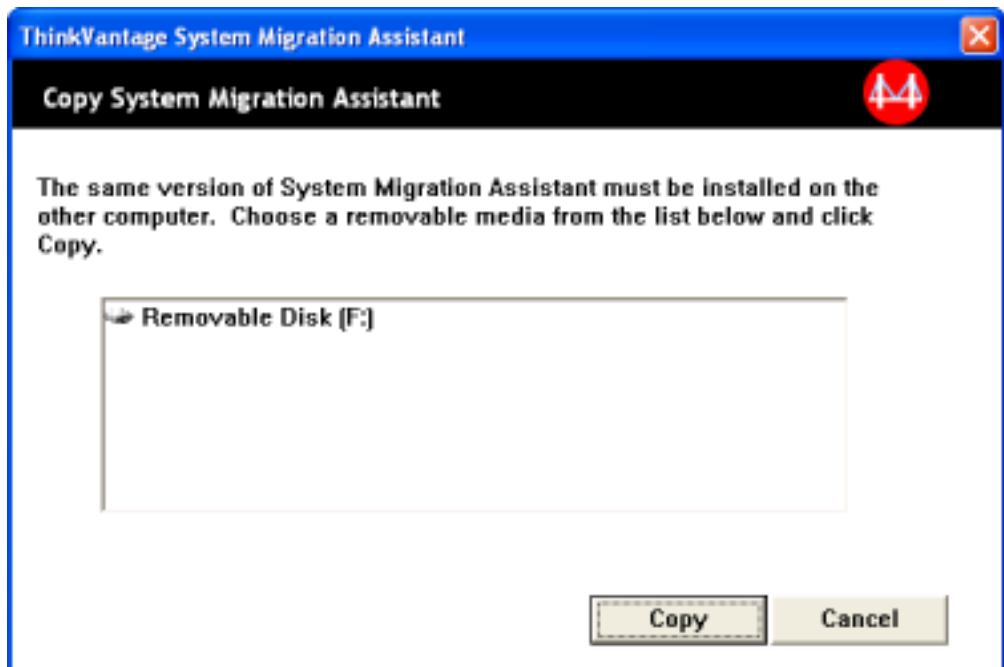 ThinkVantage System Migration Assistant
Copy System Migration Assistant
The same version of System Migration Assistant must be installed on the
other computer.  Choose a removable media from the list below and click
Copy.
Removable Disk (F:)
Copy
Cancel